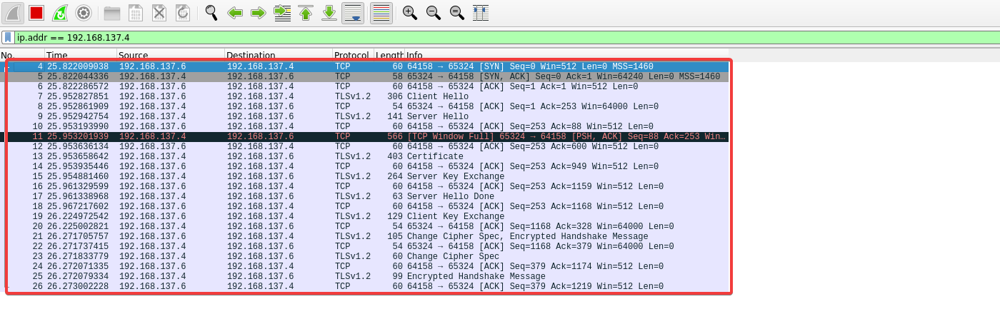 ip.addr == 192.168.137.4
No. Time Source Destination Protocol Length Info
4 25.822009038 192.168.137.6 192.168.137.4 TCP 60 64158 → 65324 [SYN] Seq=0 Win=512 Len=0 MSS=1460
5 25.822044336 192.168.137.4 192.168.137.6 TCP 58 65324 → 64158 [SYN, ACK] Seq=0 Ack=1 Win=64240 Len=0 MSS=1460
6 25.822286572 192.168.137.6 192.168.137.4 TCP 60 64158 → 65324 [ACK] Seq=1 Ack=1 Win=512 Len=0
7 25.952827851 192.168.137.6 192.168.137.4 TLSv1.2 306 Client Hello
8 25.952861909 192.168.137.4 192.168.137.6 TCP 54 65324 → 64158 [ACK] Seq=1 Ack=253 Win=64000 Len=0
9 25.952942754 192.168.137.4 192.168.137.6 TLSv1.2 141 Server Hello
10 25.953193990 192.168.137.6 192.168.137.4 TCP 60 64158 → 65324 [ACK] Seq=253 Ack=88 Win=512 Len=0
11 25.953201939 192.168.137.4 192.168.137.6 TCP 566 [TCP Window Full] 65324 → 64158 [PSH, ACK] Seq=88 Ack=253 Win…
12 25.953636134 192.168.137.6 192.168.137.4 TCP 60 64158 → 65324 [ACK] Seq=253 Ack=600 Win=512 Len=0
13 25.953658642 192.168.137.4 192.168.137.6 TLSv1.2 403 Certificate
14 25.953935446 192.168.137.6 192.168.137.4 TCP 60 64158 → 65324 [ACK] Seq=253 Ack=949 Win=512 Len=0
15 25.954881460 192.168.137.4 192.168.137.6 TLSv1.2 264 Server Key Exchange
16 25.961329599 192.168.137.6 192.168.137.4 TCP 60 64158 → 65324 [ACK] Seq=253 Ack=1159 Win=512 Len=0
17 25.961338968 192.168.137.4 192.168.137.6 TLSv1.2 63 Server Hello Done
18 25.967217602 192.168.137.6 192.168.137.4 TCP 60 64158 → 65324 [ACK] Seq=253 Ack=1168 Win=512 Len=0
19 26.224972542 192.168.137.6 192.168.137.4 TLSv1.2 129 Client Key Exchange
20 26.225002821 192.168.137.4 192.168.137.6 TCP 54 65324 → 64158 [ACK] Seq=1168 Ack=328 Win=64000 Len=0
21 26.271705757 192.168.137.6 192.168.137.4 TLSv1.2 105 Change Cipher Spec, Encrypted Handshake Message
22 26.271737415 192.168.137.4 192.168.137.6 TCP 54 65324 → 64158 [ACK] Seq=1168 Ack=379 Win=64000 Len=0
23 26.271833779 192.168.137.4 192.168.137.6 TLSv1.2 60 Change Cipher Spec
24 26.272071335 192.168.137.6 192.168.137.4 TCP 60 64158 → 65324 [ACK] Seq=379 Ack=1174 Win=512 Len=0
25 26.272079334 192.168.137.4 192.168.137.6 TLSv1.2 99 Encrypted Handshake Message
26 26.273002228 192.168.137.6 192.168.137.4 TCP 60 64158 → 65324 [ACK] Seq=379 Ack=1219 Win=512 Len=0